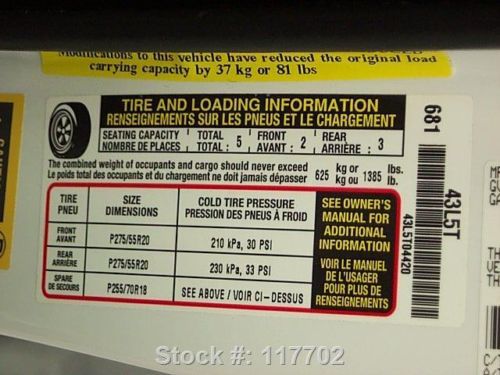 Modifications to this vehicle have reduced the original load
carrying capacity by 37 kg or 81 lbs
TIRE AND LOADING INFORMATION
RENSEIGNEMENTS SUR LES PNEUS ET LE CHARGEMENT
SEATING CAPACITY TOTAL : 5 FRONT : 2 REAR : 3
NOMBRE DE PLACES TOTAL AVANT ARRIÈRE
The combined weight of occupants and cargo should never exceed 625 kg or 1385 lbs.
Le poids total des occupants et du chargement ne doit jamais dépasser kg ou lb.
TIRE SIZE COLD TIRE PRESSURE
PNEU DIMENSIONS PRESSION DES PNEUS À FROID
FRONT
AVANT P275/55R20 210 kPa, 30 PSI
REAR
ARRIÈRE P275/55R20 230 kPa, 33 PSI
SPARE
DE SECOURS P255/70R18 SEE ABOVE / VOIR CI-DESSUS
SEE OWNER'S
MANUAL FOR
ADDITIONAL
INFORMATION
VOIR LE MANUEL
DE L'USAGER
POUR PLUS DE
RENSEIGNEMENTS
681
43L5T
43L5T04420
Stock #: 117702